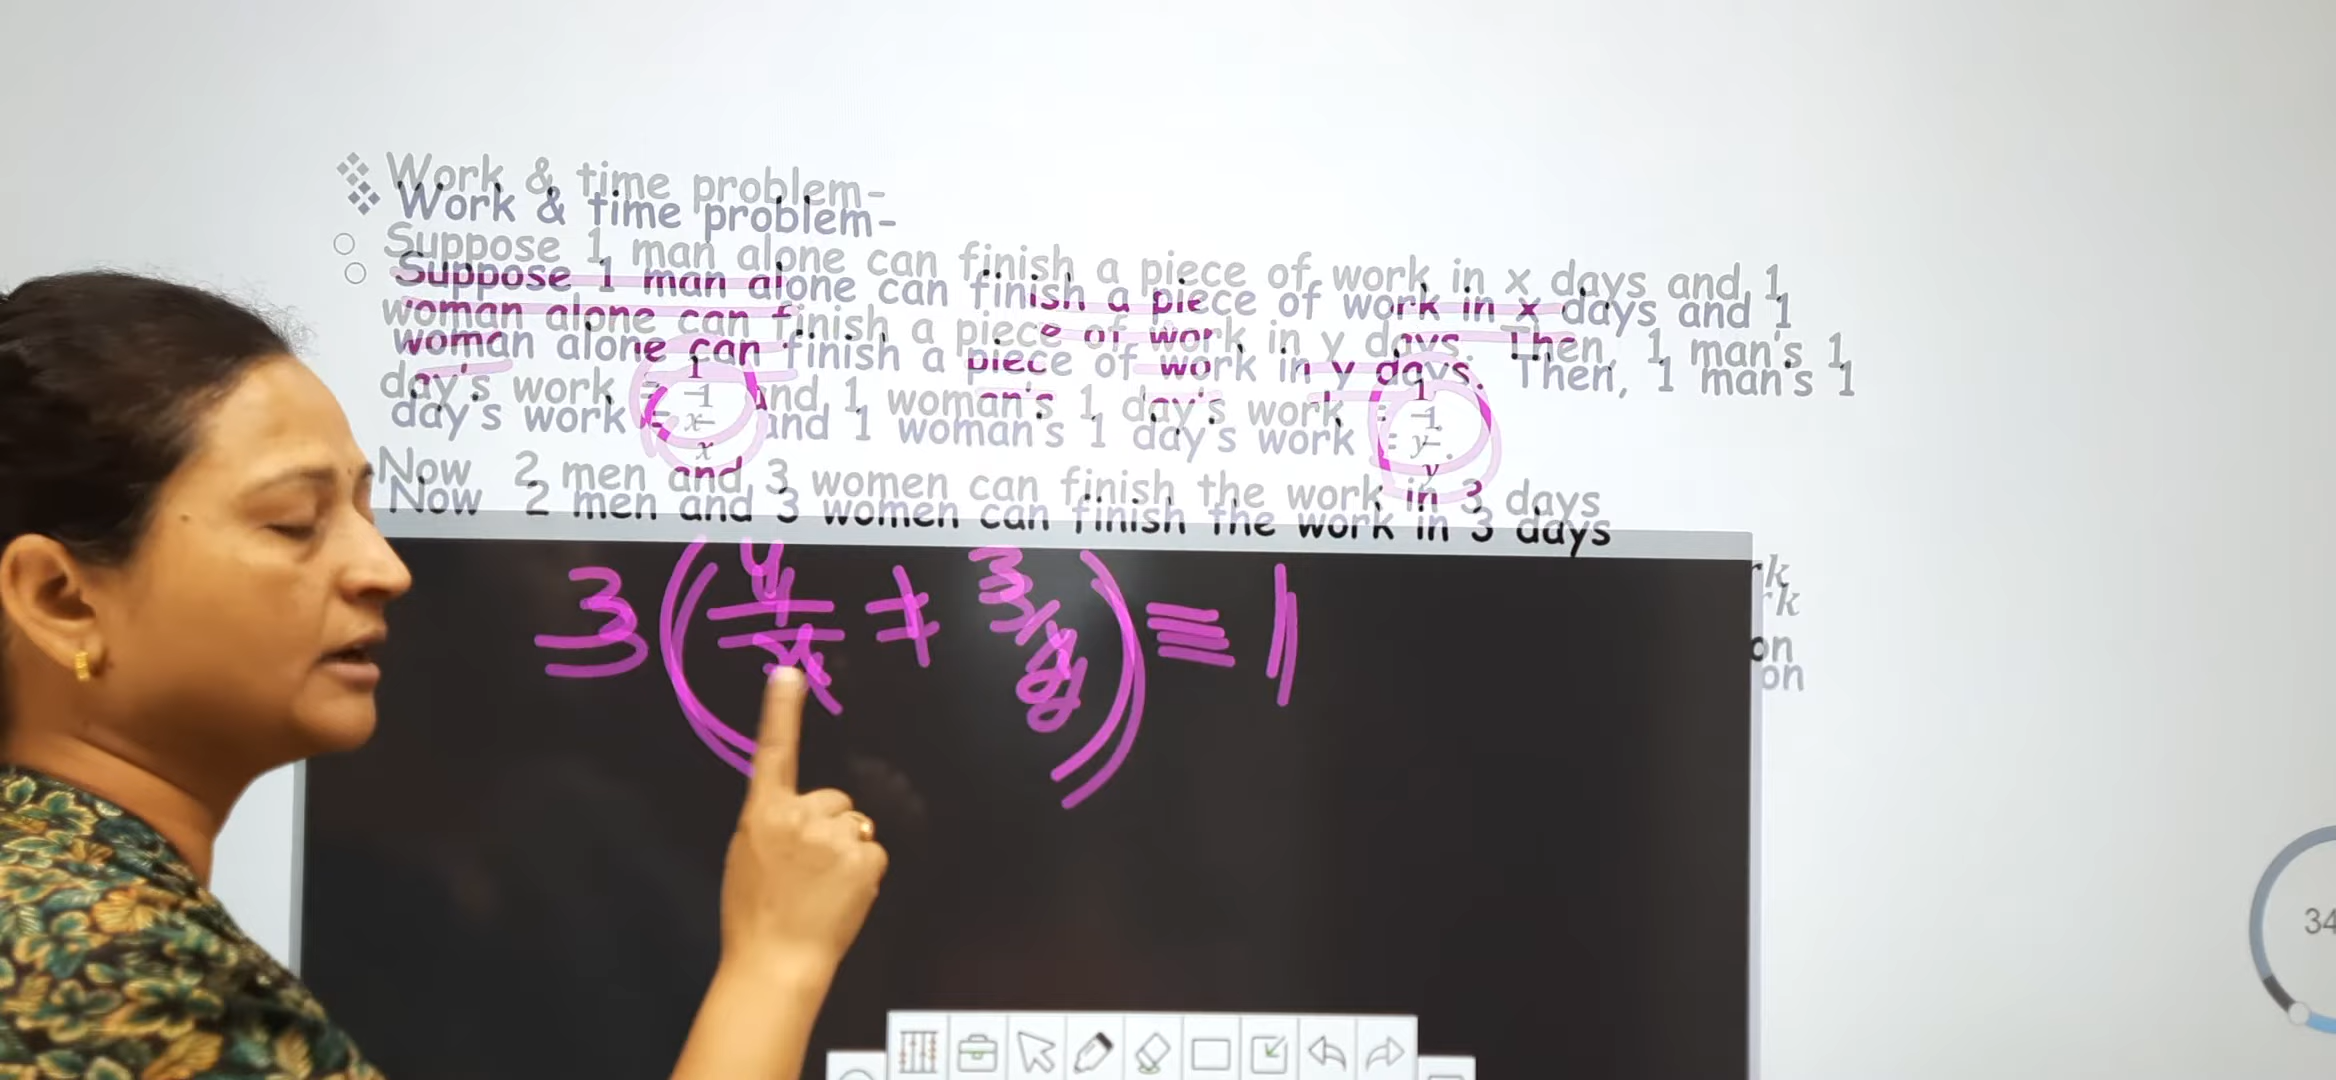 ❖ Work & time problem-
○ Suppose 1 man alone can finish a piece of work in x days and 1
woman alone can finish a piece of work in y days. Then, 1 man's 1
day's work = 1/x and 1 woman's 1 day's work = 1/y.
Now 2 men and 3 women can finish the work in 3 days
rk
on
3 ( /x + 3/y ) = 1
34